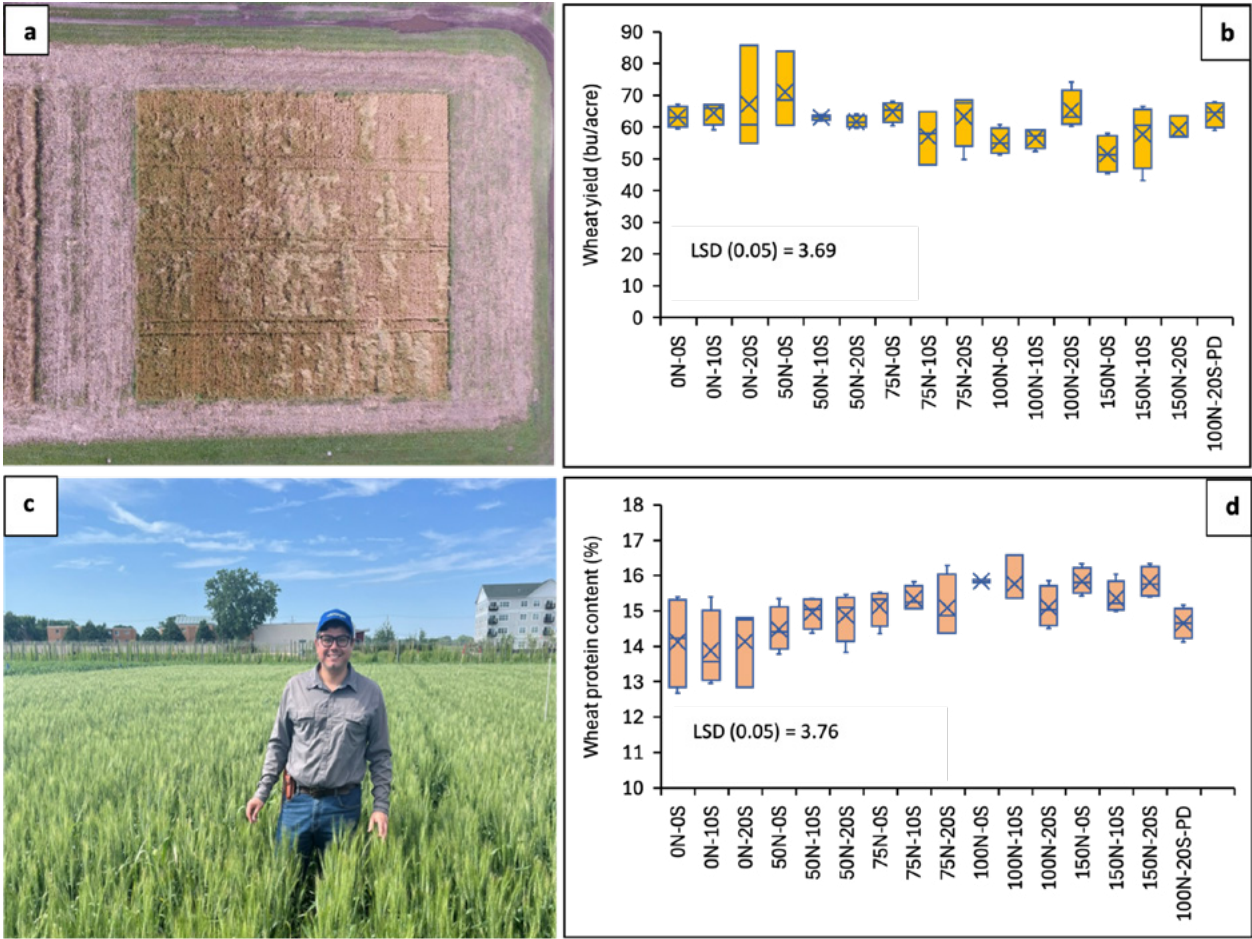 a
b
Wheat yield (bu/acre)
90
80
70
60
50
40
30
20
10
0
LSD (0.05) = 3.69
0N-0S
0N-10S
0N-20S
50N-0S
50N-10S
50N-20S
75N-0S
75N-10S
75N-20S
100N-0S
100N-10S
100N-20S
150N-0S
150N-10S
150N-20S
100N-20S-PD
c
d
Wheat protein content (%)
18
17
16
15
14
13
12
11
10
LSD (0.05) = 3.76
0N-0S
0N-10S
0N-20S
50N-0S
50N-10S
50N-20S
75N-0S
75N-10S
75N-20S
100N-0S
100N-10S
100N-20S
150N-0S
150N-10S
150N-20S
100N-20S-PD